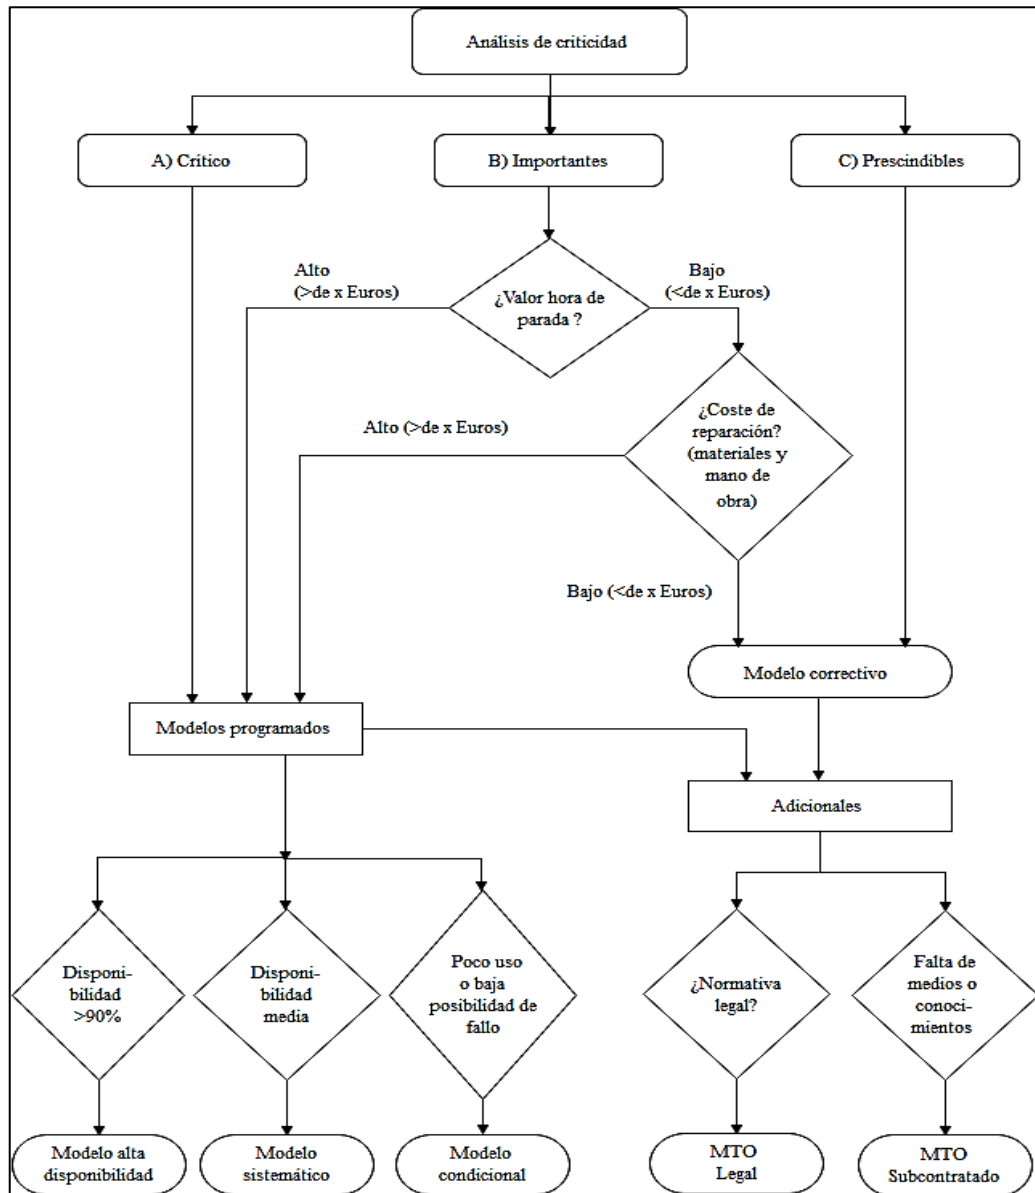 Análisis de criticidad
A) Critico
B) Importantes
C) Prescindibles
Alto
(>de x Euros)
¿Valor hora de
parada ?
Bajo
(<de x Euros)
Alto (>de x Euros)
¿Coste de
reparación?
(materiales y
mano de
obra)
Bajo (<de x Euros)
Modelo correctivo
Modelos programados
Adicionales
Disponi-
bilidad
>90%
Disponi-
bilidad
media
Poco uso
o baja
posibilidad de
fallo
¿Normativa
legal?
Falta de
medios o
conoci-
mientos
Modelo alta
disponibilidad
Modelo
sistemático
Modelo
condicional
MTO
Legal
MTO
Subcontratado